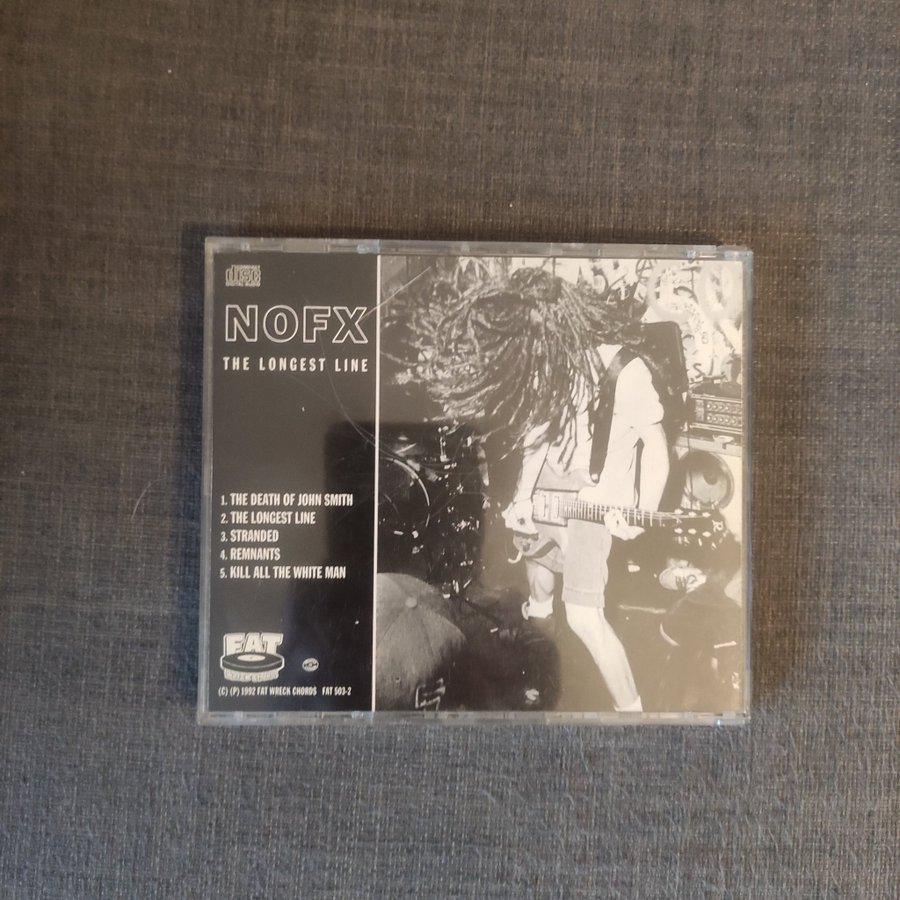 disc
NOFX
THE LONGEST LINE
1. THE DEATH OF JOHN SMITH
2. THE LONGEST LINE
3. STRANDED
4. REMNANTS
5. KILL ALL THE WHITE MAN
FAT
(C) (P) 1992 FAT WRECK CHORDS FAT 503-2